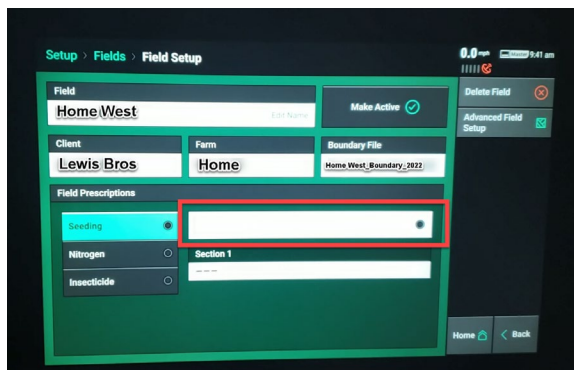 Setup > Fields > Field Setup
0.0 mph Master 9:41 am
Field
Home West Edit Name
Make Active
Delete Field
Advanced Field
Setup
Client
Farm
Boundary File
Lewis Bros
Home
Home West_Boundary_2022
Field Prescriptions
Seeding
Nitrogen
Section 1
---
Insecticide
Home
< Back